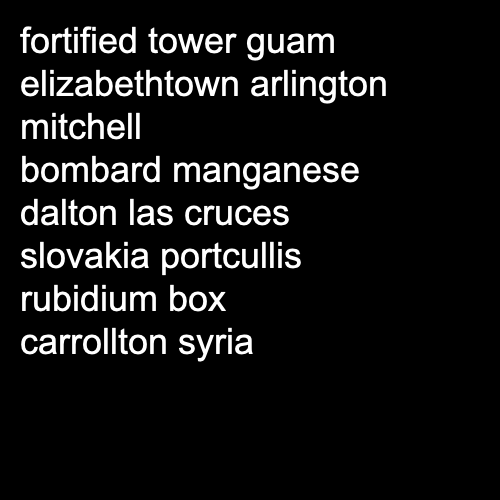 fortified tower guam
elizabethtown arlington
mitchell
bombard manganese
dalton las cruces
slovakia portcullis
rubidium box
carrollton syria